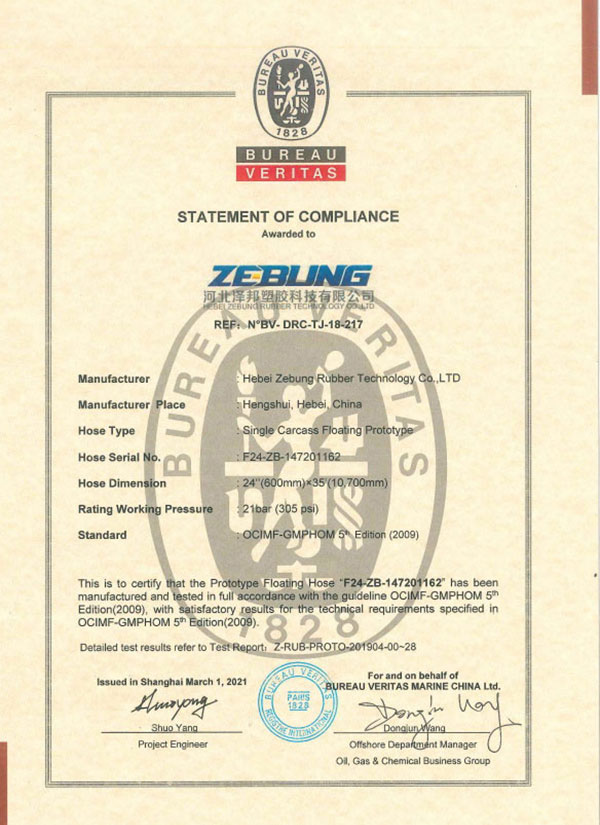 BUREAU VERITAS
1828
BUREAU
VERITAS
STATEMENT OF COMPLIANCE
Awarded to
ZEBUNG
河北泽邦塑胶科技有限公司
HEBEI ZEBUNG RUBBER TECHNOLOGY CO.,LTD
REF: N°BV- DRC-TJ-18-217
BUREAU VERITAS
1828
Manufacturer : Hebei Zebung Rubber Technology Co.,LTD
Manufacturer Place : Hengshui, Hebei, China
Hose Type : Single Carcass Floating Prototype
Hose Serial No. : F24-ZB-147201162
Hose Dimension : 24''(600mm)×35'(10,700mm)
Rating Working Pressure : 21bar (305 psi)
Standard : OCIMF-GMPHOM 5th Edition (2009)
This is to certify that the Prototype Floating Hose "F24-ZB-147201162" has been
manufactured and tested in full accordance with the guideline OCIMF-GMPHOM 5th
Edition(2009), with satisfactory results for the technical requirements specified in
OCIMF-GMPHOM 5th Edition(2009).
Detailed test results refer to Test Report: Z-RUB-PROTO-201904-00~28
Issued in Shanghai March 1, 2021
For and on behalf of
BUREAU VERITAS MARINE CHINA Ltd.
BUREAU VERITAS
PARIS
1828
REGISTRE INTERNATIONAL
Shuo Yang
Project Engineer
Dongjun Wang
Offshore Department Manager
Oil, Gas & Chemical Business Group